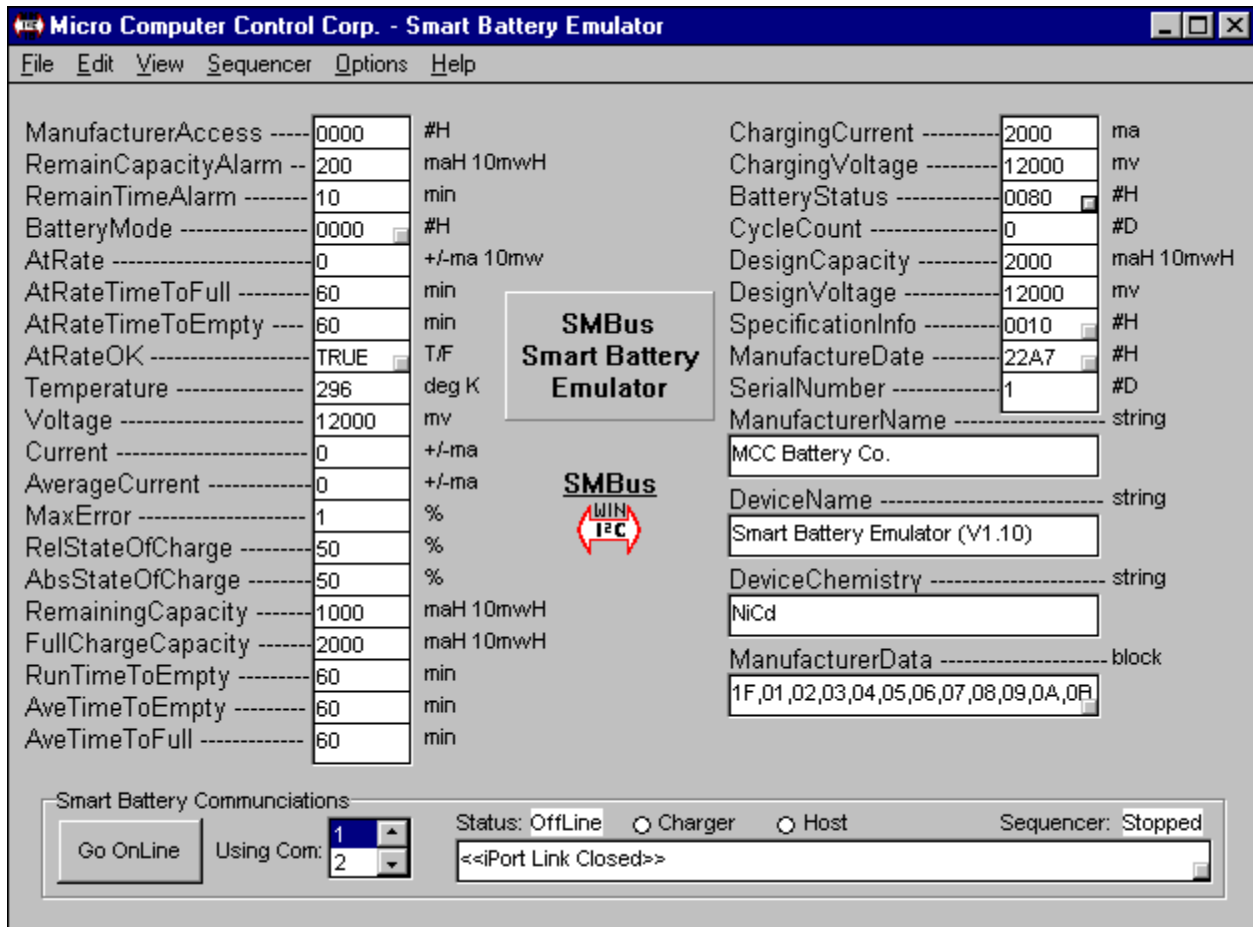 Micro Computer Control Corp. - Smart Battery Emulator
File Edit View Sequencer Options Help
ManufacturerAccess ----- 0000 #H
RemainCapacityAlarm -- 200 maH 10mwH
RemainTimeAlarm -------- 10 min
BatteryMode ----------------- 0000 #H
AtRate -------------------------- 0 +/-ma 10mw
AtRateTimeToFull --------- 60 min
AtRateTimeToEmpty ---- 60 min
AtRateOK --------------------- TRUE T/F
Temperature ---------------- 296 deg K
Voltage ------------------------ 12000 mv
Current ------------------------- 0 +/-ma
AverageCurrent ------------- 0 +/-ma
MaxError ---------------------- 1 %
RelStateOfCharge --------- 50 %
AbsStateOfCharge -------- 50 %
RemainingCapacity ------- 1000 maH 10mwH
FullChargeCapacity ------- 2000 maH 10mwH
RunTimeToEmpty --------- 60 min
AveTimeToEmpty --------- 60 min
AveTimeToFull ------------- 60 min
SMBus
Smart Battery
Emulator
SMBus
WIN
I²C
ChargingCurrent ---------- 2000 ma
ChargingVoltage ---------- 12000 mv
BatteryStatus -------------- 0080 #H
CycleCount ----------------- 0 #D
DesignCapacity ----------- 2000 maH 10mwH
DesignVoltage ------------ 12000 mv
SpecificationInfo ---------- 0010 #H
ManufactureDate --------- 22A7 #H
SerialNumber -------------- 1 #D
ManufacturerName ------------------- string
MCC Battery Co.
DeviceName ---------------------------- string
Smart Battery Emulator (V1.10)
DeviceChemistry ---------------------- string
NiCd
ManufacturerData --------------------- block
1F,01,02,03,04,05,06,07,08,09,0A,0B
Smart Battery Communciations
Go OnLine Using Com: 1 2
Status: OffLine Charger Host Sequencer: Stopped
<<iPort Link Closed>>